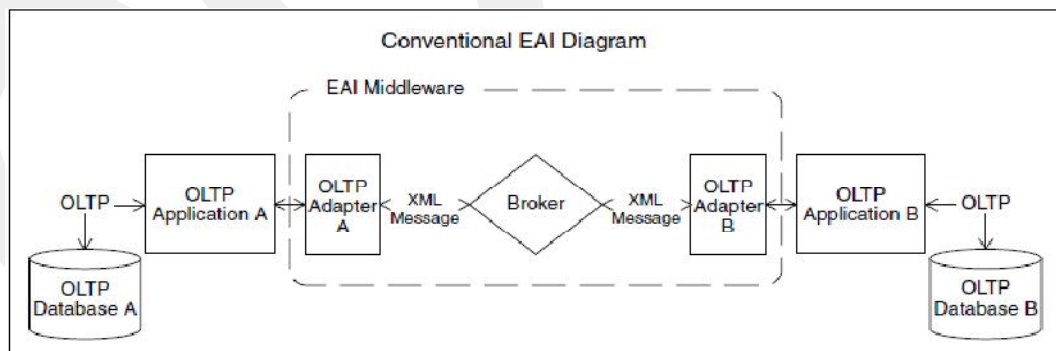 Conventional EAI Diagram
EAI Middleware
OLTP
OLTP
Application A
OLTP
Adapter
A
XML
Message
Broker
XML
Message
OLTP
Adapter
B
OLTP
Application B
OLTP
OLTP
Database A
OLTP
Database B